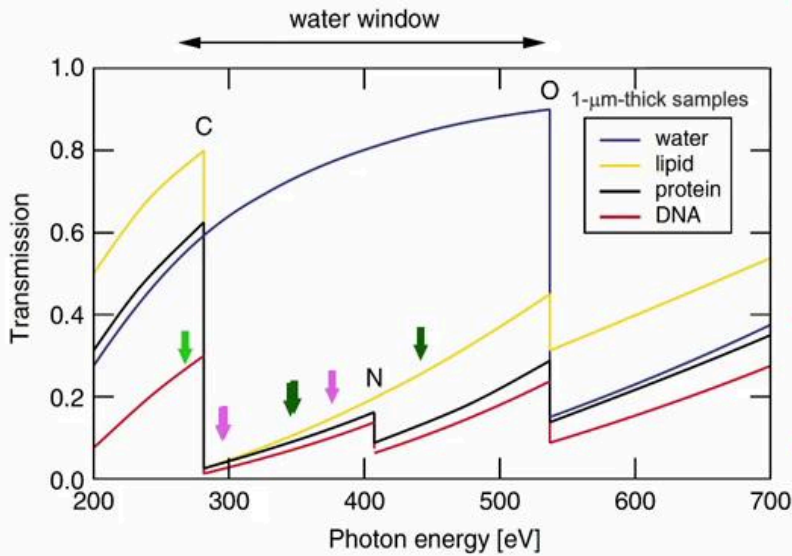 water window
1.0
0.8
0.6
0.4
0.2
0.0
Transmission
C
N
O
1-μm-thick samples
water
lipid
protein
DNA
200
300
400
500
600
700
Photon energy [eV]